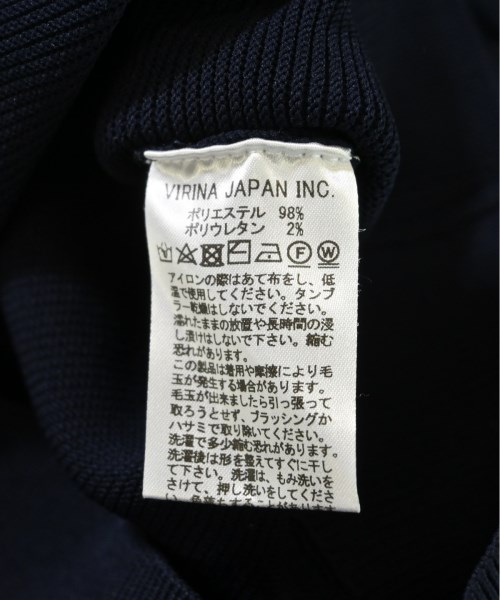 VIRINA JAPAN INC.
ポリエステル 98%
ポリウレタン 2%
F W
アイロンの際はあて布をし、低
温で使用してください。タンブ
ラー乾燥はしないでください。
濡れたままの放置や長時間の浸
し漬けはしないで下さい。縮む
恐れがあります。
この製品は着用や摩擦により毛
玉が発生する場合があります。
毛玉が出来ましたら引っ張って
取ろうとせず、ブラッシングか
ハサミで取り除いてください。
洗濯で多少縮む恐れがあります。
洗濯後は形を整えてすぐに干し
て下さい。洗濯は、もみ洗いを
さけて、押し洗いをしてくださ